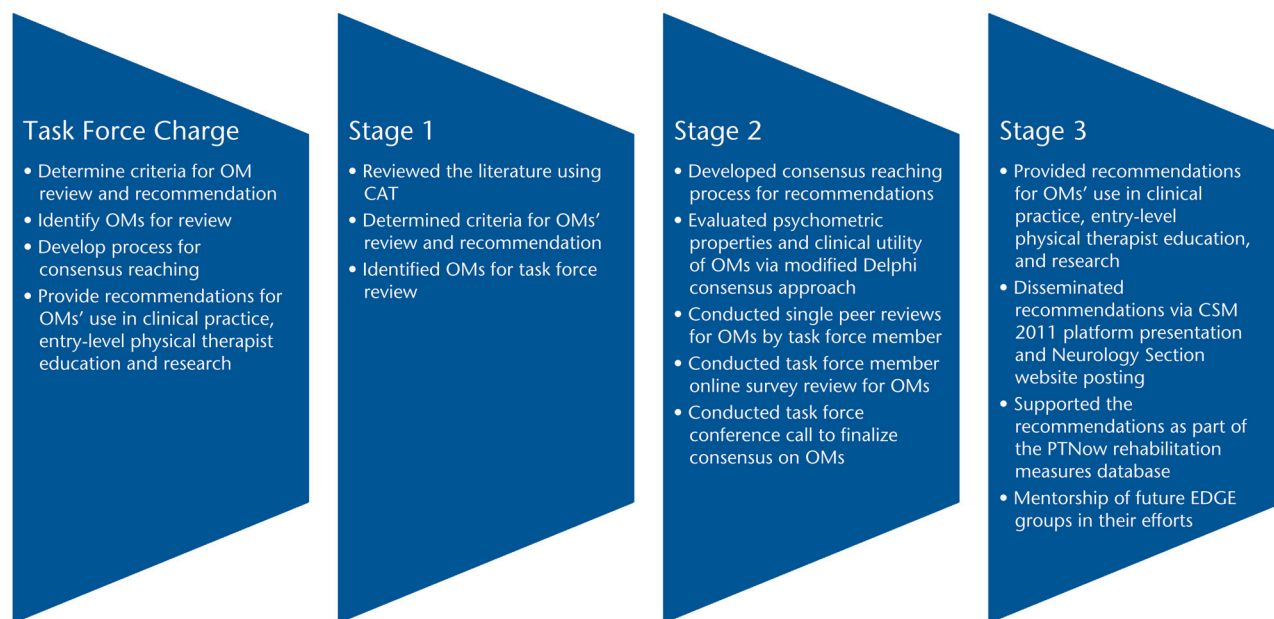 Task Force Charge
• Determine criteria for OM
review and recommendation
• Identify OMs for review
• Develop process for
consensus reaching
• Provide recommendations for
OMs’ use in clinical practice,
entry-level physical therapist
education and research
Stage 1
• Reviewed the literature using
CAT
• Determined criteria for OMs’
review and recommendation
• Identified OMs for task force
review
Stage 2
• Developed consensus reaching
process for recommendations
• Evaluated psychometric
properties and clinical utility
of OMs via modified Delphi
consensus approach
• Conducted single peer reviews
for OMs by task force member
• Conducted task force member
online survey review for OMs
• Conducted task force
conference call to finalize
consensus on OMs
Stage 3
• Provided recommendations
for OMs’ use in clinical
practice, entry-level
physical therapist education,
and research
• Disseminated
recommendations via CSM
2011 platform presentation
and Neurology Section
website posting
• Supported the
recommendations as part of
the PTNow rehabilitation
measures database
• Mentorship of future EDGE
groups in their efforts